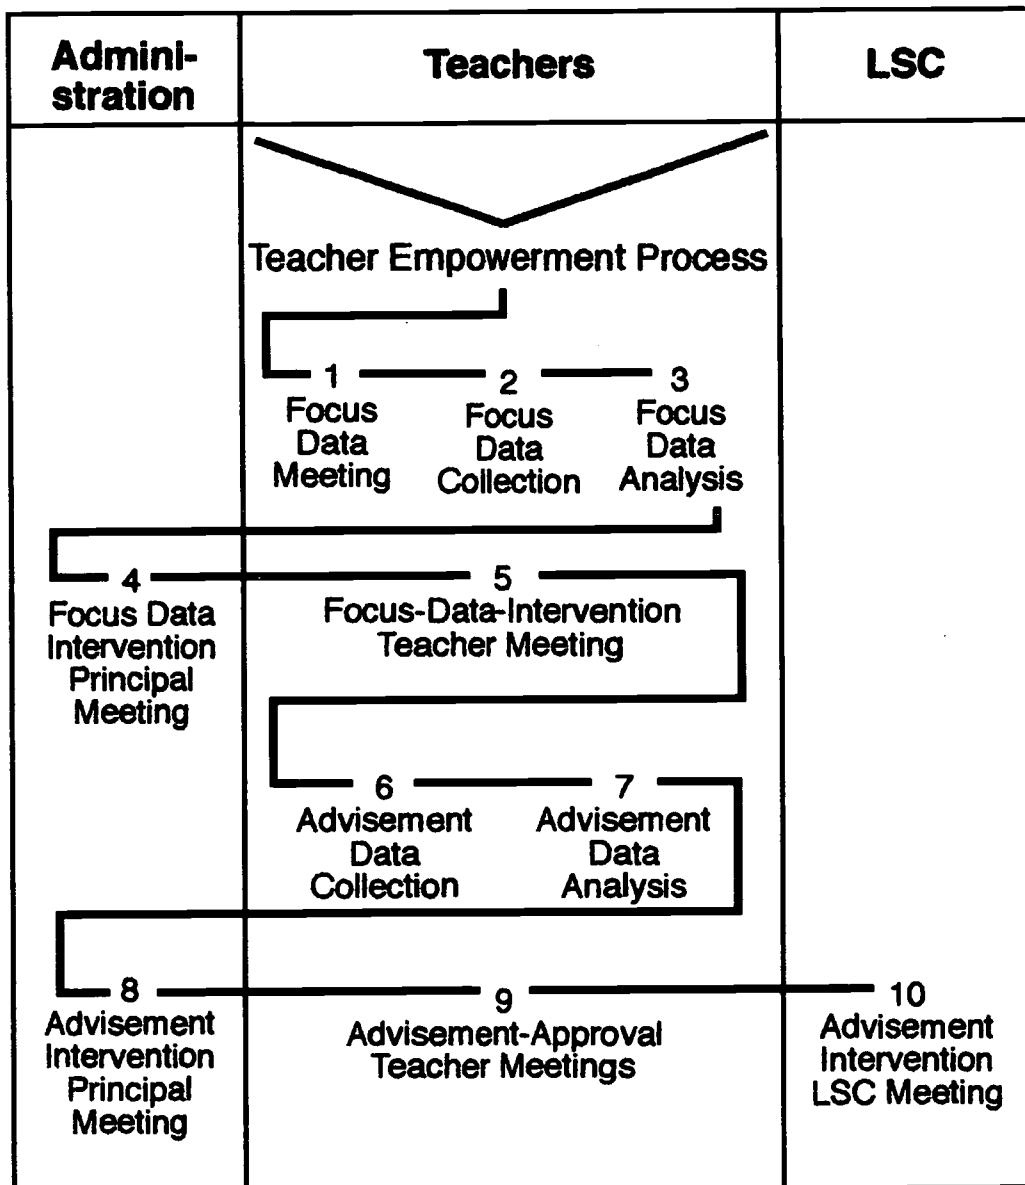 Admini-
stration
Teachers
LSC
Teacher Empowerment Process
1
Focus
Data
Meeting
2
Focus
Data
Collection
3
Focus
Data
Analysis
4
Focus Data
Intervention
Principal
Meeting
5
Focus-Data-Intervention
Teacher Meeting
6
Advisement
Data
Collection
7
Advisement
Data
Analysis
8
Advisement
Intervention
Principal
Meeting
9
Advisement-Approval
Teacher Meetings
10
Advisement
Intervention
LSC Meeting